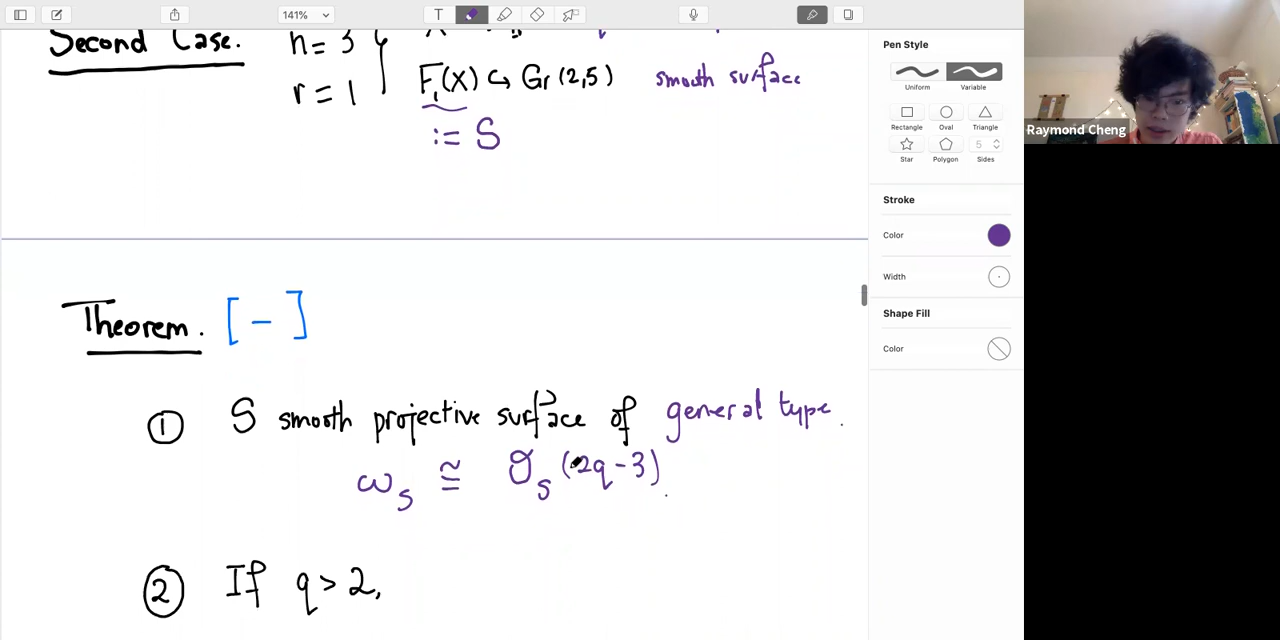 141%
T
Second Case.
n = 3
r = 1
F₁(X) ↪ Gr(2,5) smooth surface
:= S
Theorem. [ – ]
① S smooth projective surface of general type.
ω_S ≅ O_S (2q-3).
② If q > 2,
Pen Style
Uniform Variable
Rectangle Oval Triangle
Star Polygon 5 Sides
Stroke
Color
Width
Shape Fill
Color
Raymond Cheng